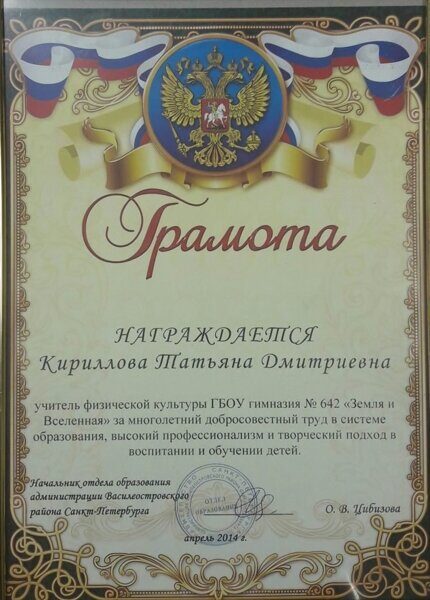 Грамота
НАГРАЖДАЕТСЯ
Кириллова Татьяна Дмитриевна
учитель физической культуры ГБОУ гимназия № 642 «Земля и
Вселенная» за многолетний добросовестный труд в системе
образования, высокий профессионализм и творческий подход в
воспитании и обучении детей.
Начальник отдела образования
администрации Василеостровского
района Санкт-Петербурга
ОТДЕЛ
ОБРАЗОВАНИЯ
О. В. Цибизова
апрель 2014 г.